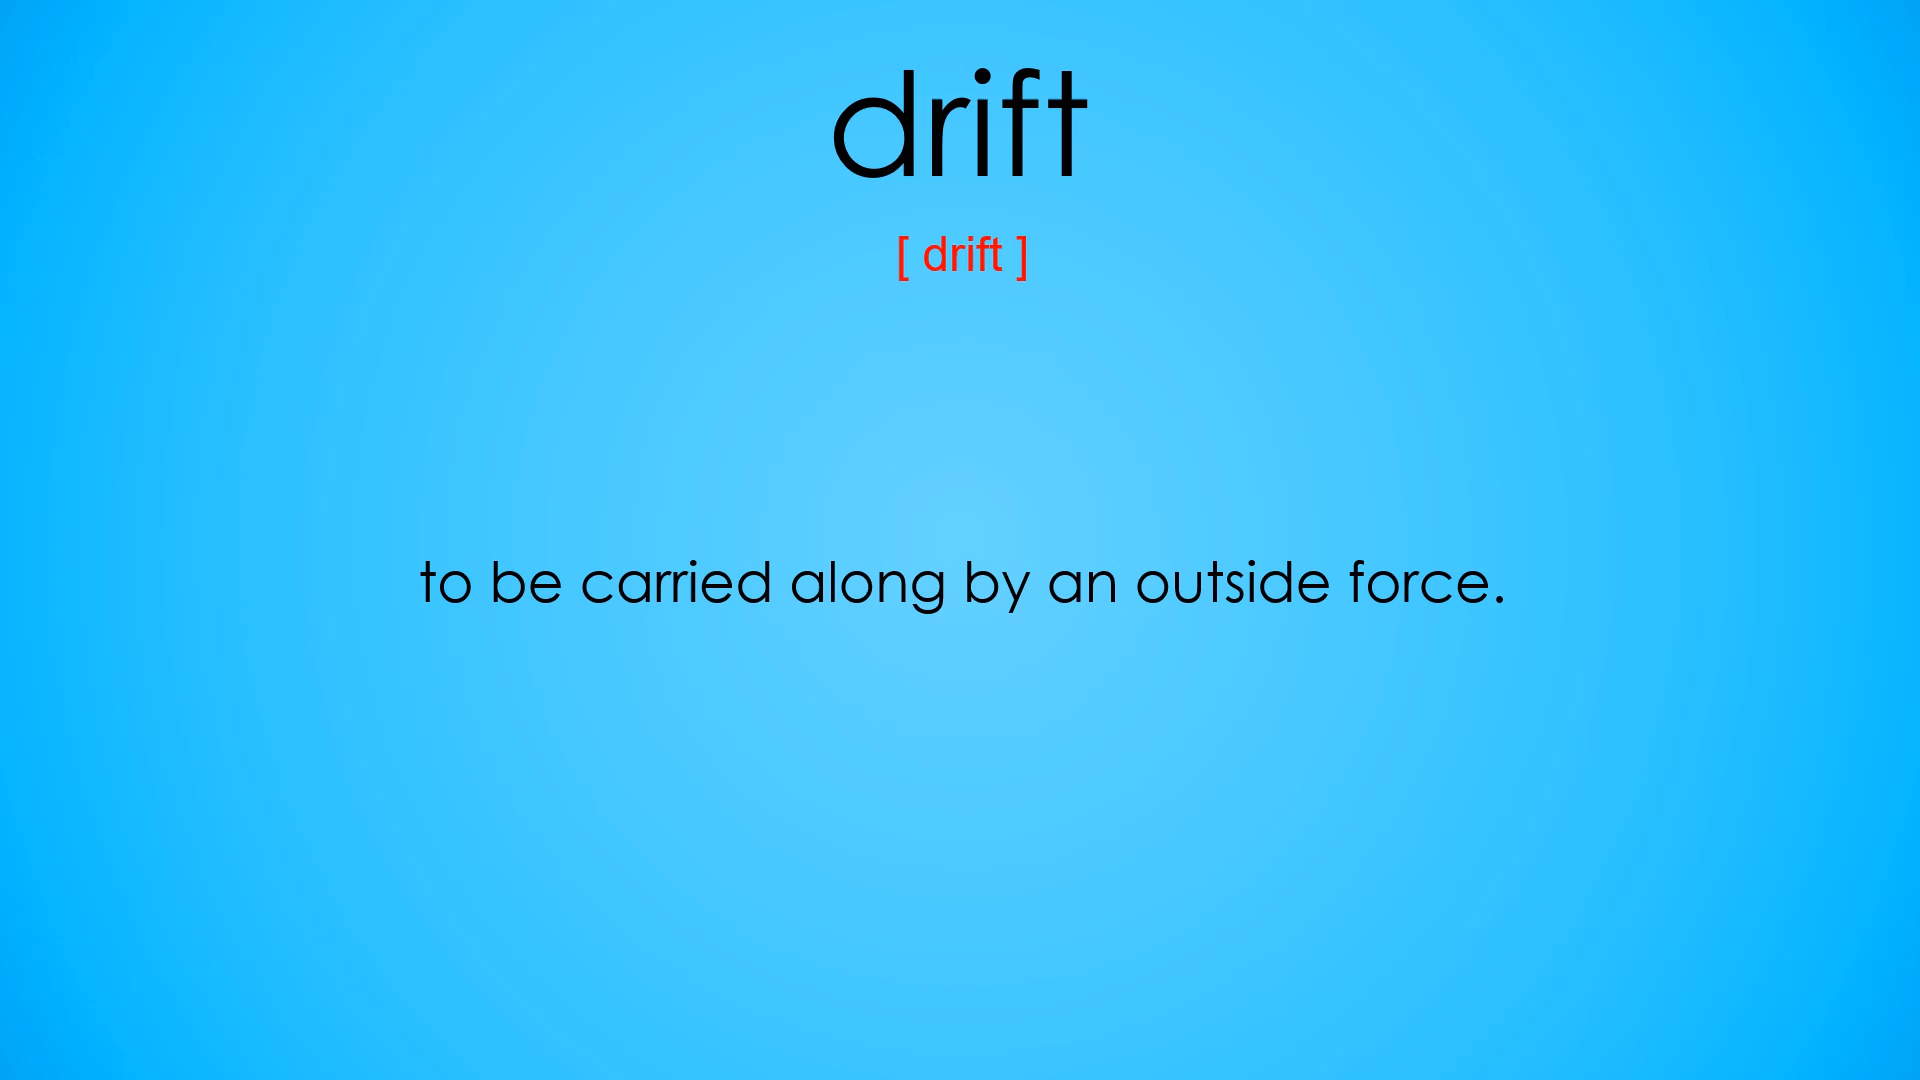 drift
[ drift ]
to be carried along by an outside force.